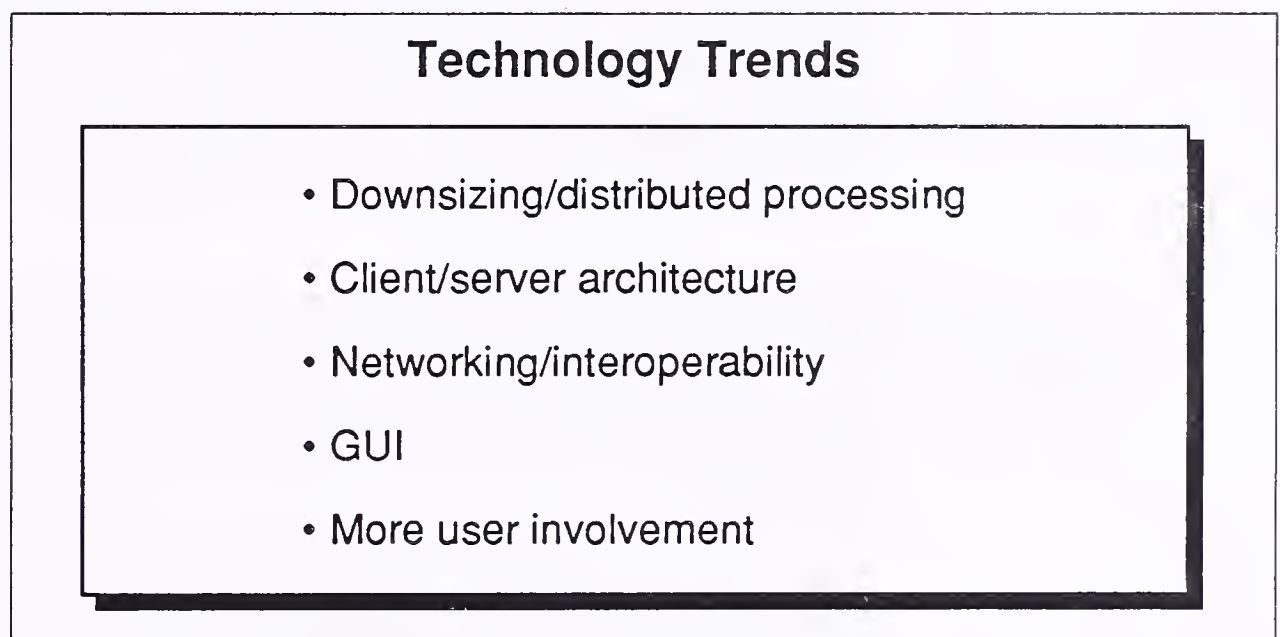 Technology Trends
• Downsizing/distributed processing
• Client/server architecture
• Networking/interoperability
• GUI
• More user involvement